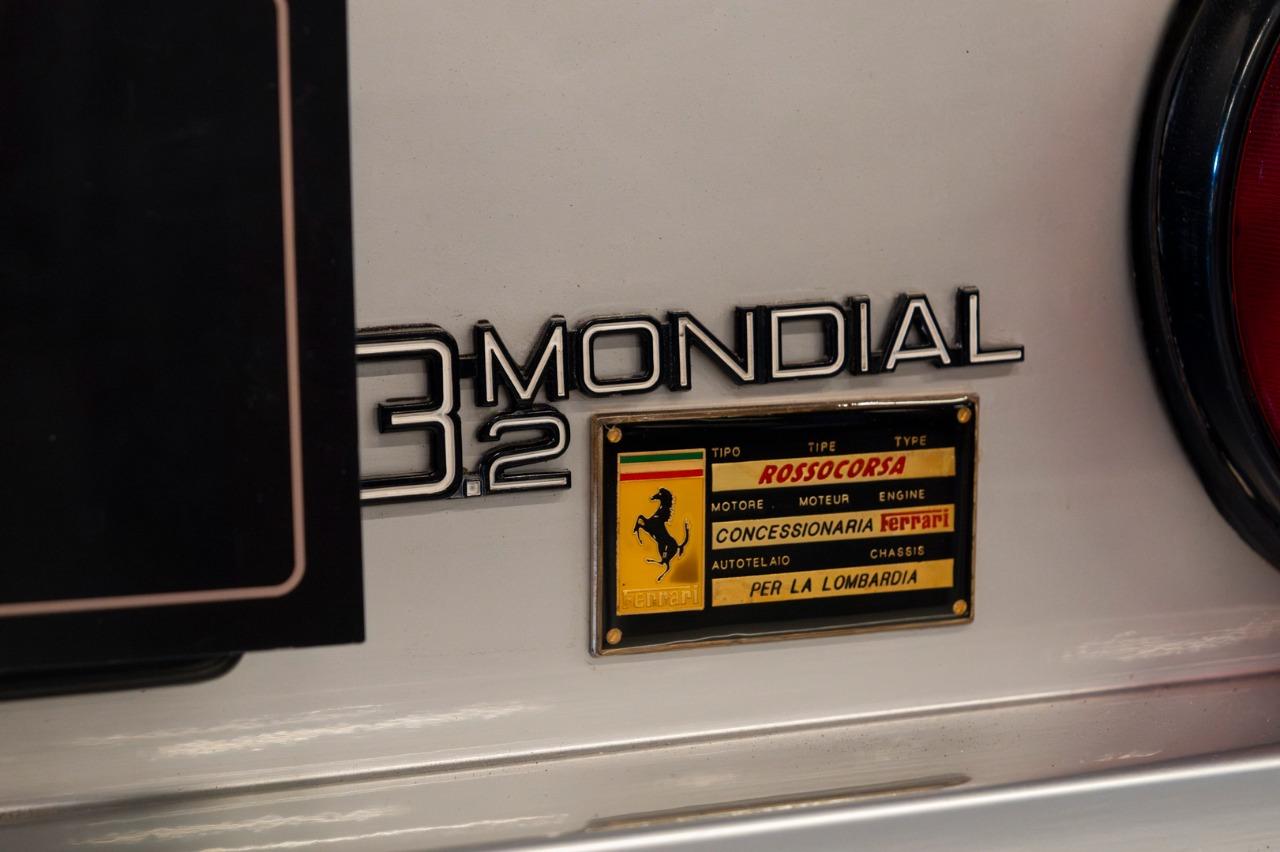 3 MONDIAL
.2
TIPO TIPE TYPE
ROSSOCORSA
MOTORE MOTEUR ENGINE
CONCESSIONARIA Ferrari
AUTOTELAIO CHASSIS
PER LA LOMBARDIA
Ferrari